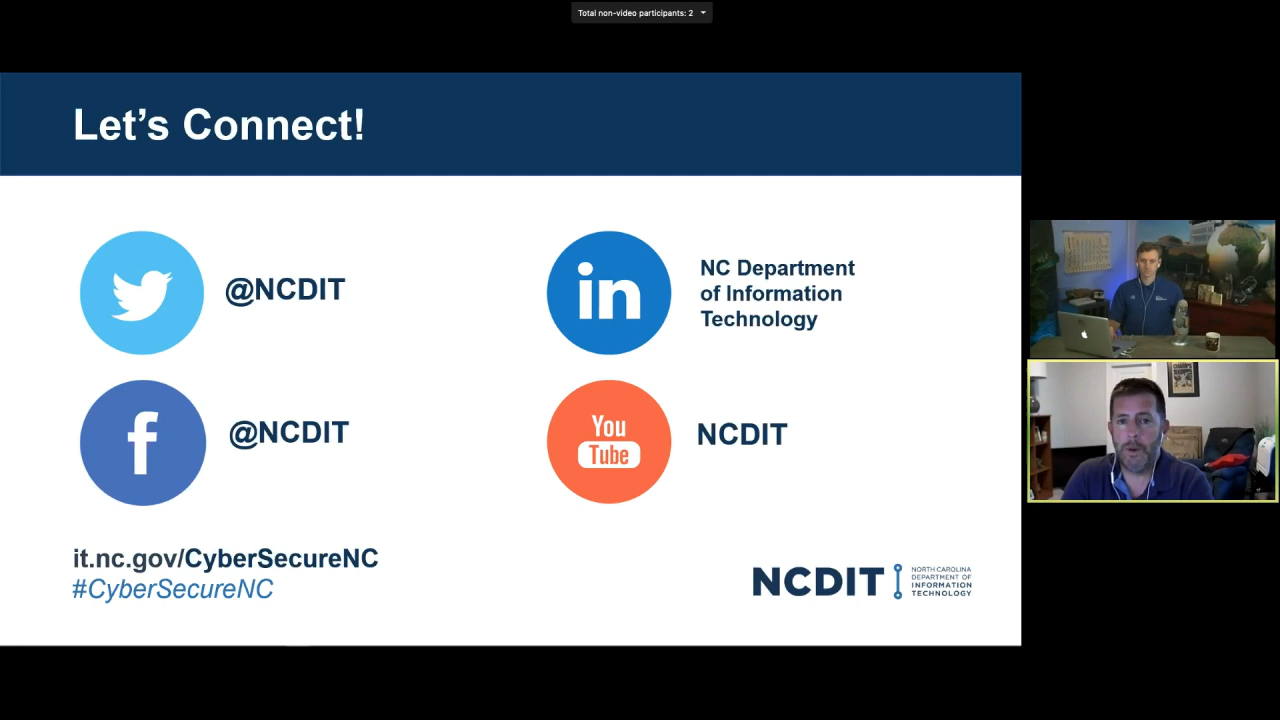 Total non-video participants: 2
Let's Connect!
@NCDIT
in
NC Department
of Information
Technology
f
@NCDIT
You
Tube
NCDIT
it.nc.gov/CyberSecureNC
#CyberSecureNC
NCDIT
NORTH CAROLINA
DEPARTMENT OF
INFORMATION
TECHNOLOGY